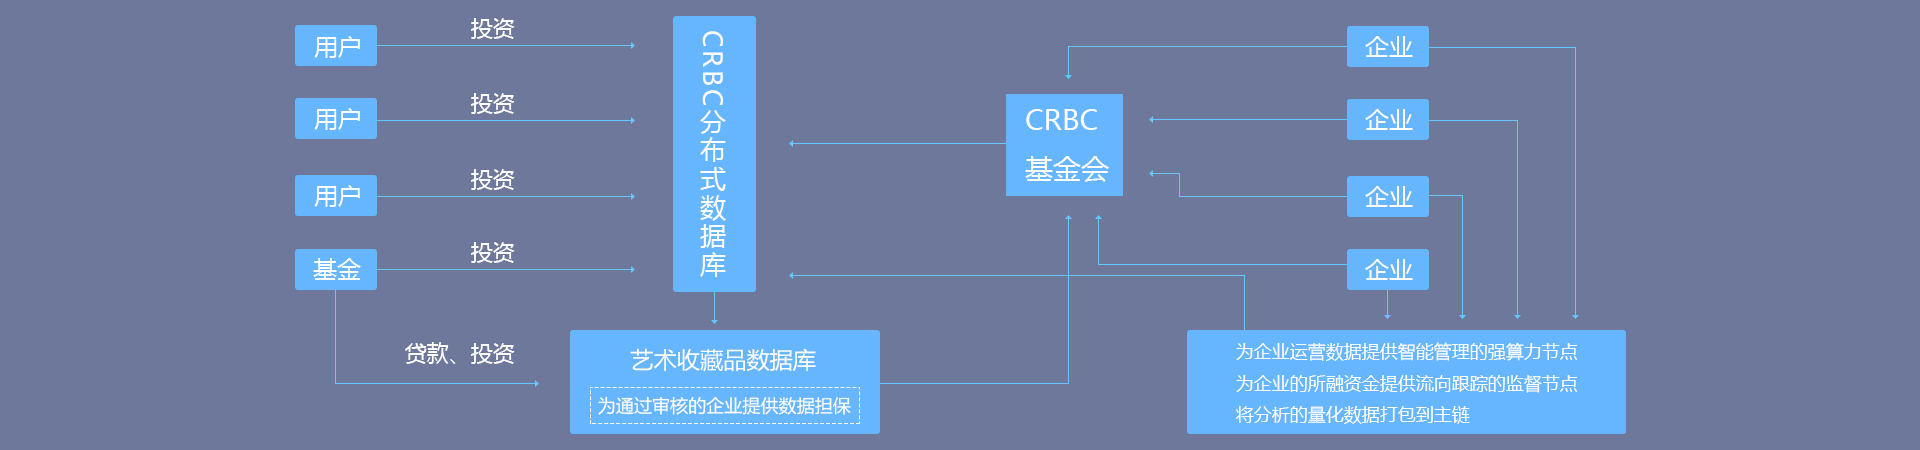 用户
投资
用户
投资
用户
投资
基金
投资
贷款、投资
CRBC分布式数据库
艺术收藏品数据库
为通过审核的企业提供数据担保
CRBC
基金会
企业
企业
企业
企业
为企业运营数据提供智能管理的强算力节点
为企业的所融资金提供流向跟踪的监督节点
将分析的量化数据打包到主链